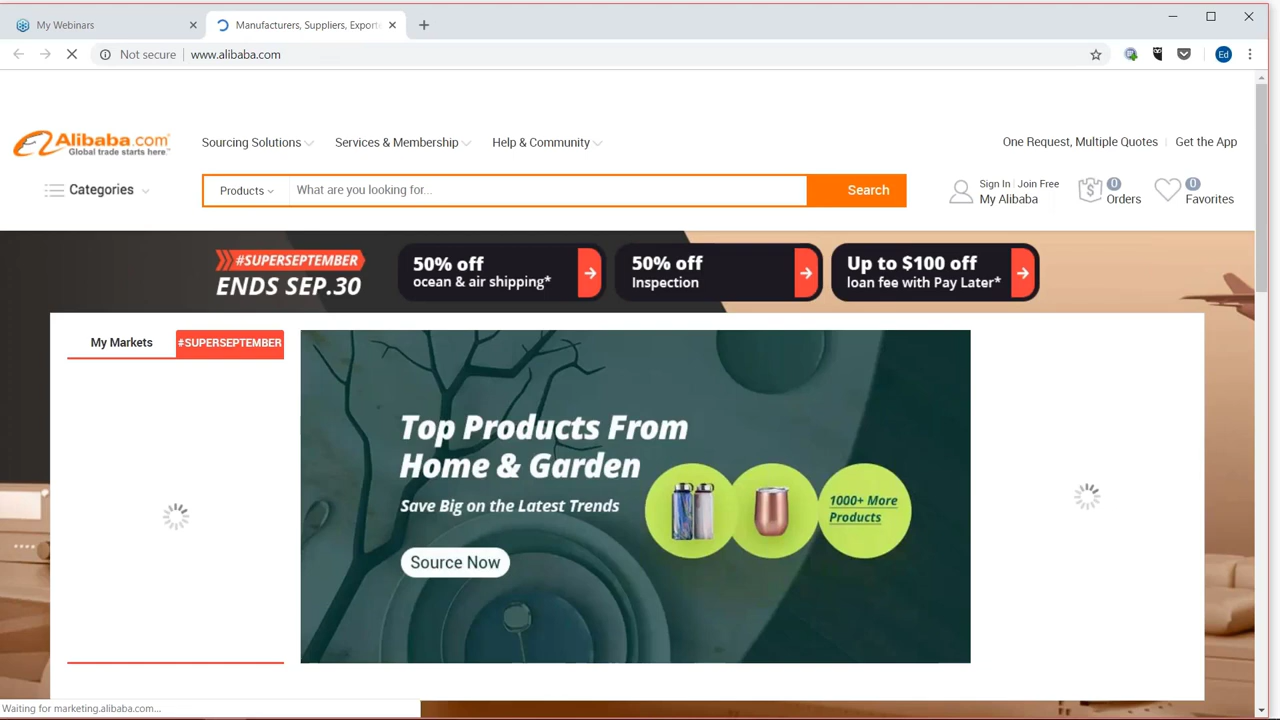 My Webinars
Manufacturers, Suppliers, Export
Not secure
www.alibaba.com
Ed
Alibaba.com
Global trade starts here.
Sourcing Solutions
Services & Membership
Help & Community
One Request, Multiple Quotes
Get the App
Categories
Products
What are you looking for...
Search
Sign In
Join Free
My Alibaba
0
Orders
0
Favorites
#SUPERSEPTEMBER
ENDS SEP.30
50% off
ocean & air shipping*
50% off
Inspection
Up to $100 off
loan fee with Pay Later*
My Markets
#SUPERSEPTEMBER
Top Products From
Home & Garden
Save Big on the Latest Trends
1000+ More
Products
Source Now
Waiting for marketing.alibaba.com...